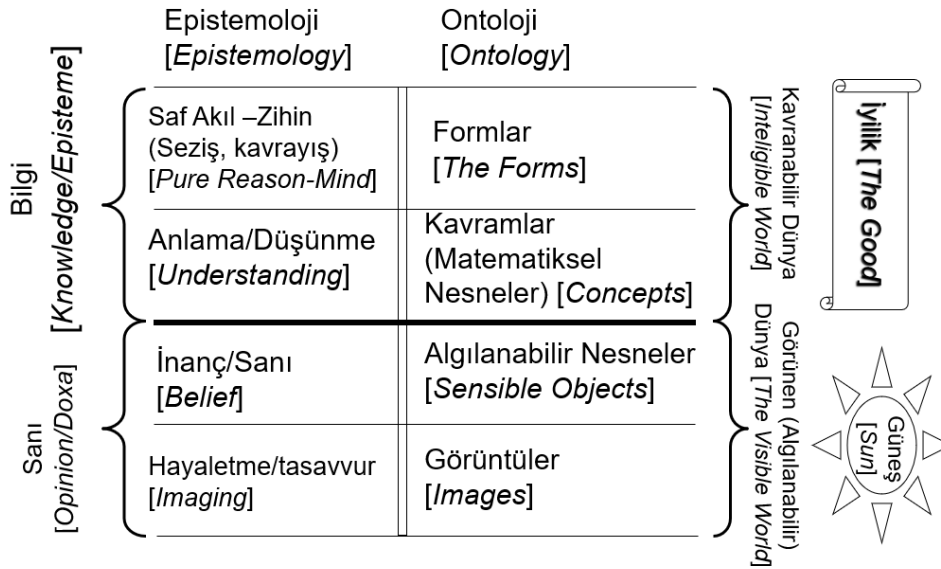 Epistemoloji
[Epistemology]
Ontoloji
[Ontology]
Bilgi
[Knowledge/Episteme]
Saf Akıl –Zihin
(Seziş, kavrayış)
[Pure Reason-Mind]
Formlar
[The Forms]
Anlama/Düşünme
[Understanding]
Kavramlar
(Matematiksel
Nesneler) [Concepts]
Kavranabilir Dünya
[Inteligible World]
İyilik [The Good]
Sanı
[Opinion/Doxa]
İnanç/Sanı
[Belief]
Algılanabilir Nesneler
[Sensible Objects]
Hayaletme/tasavvur
[Imaging]
Görüntüler
[Images]
Görünen (Algılanabilir)
Dünya [The Visible World]
Güneş
[Sun]